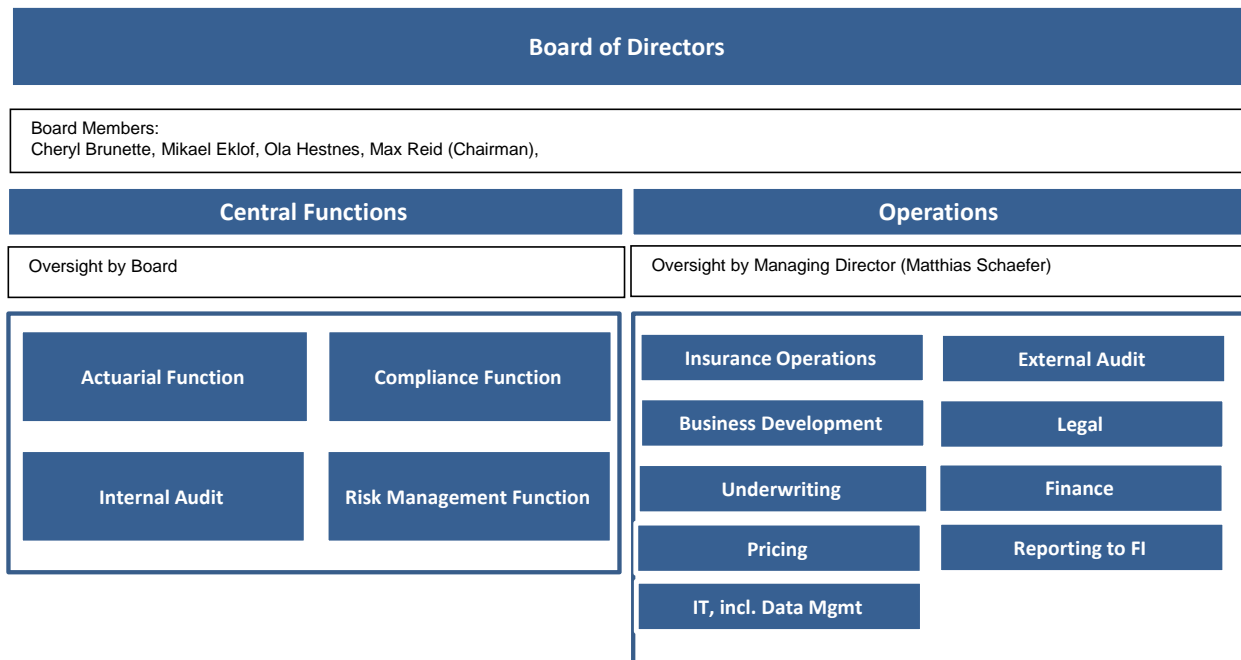 Board of Directors
Board Members:
Cheryl Brunette, Mikael Eklof, Ola Hestnes, Max Reid (Chairman),
Central Functions
Operations
Oversight by Board
Oversight by Managing Director (Matthias Schaefer)
Actuarial Function
Compliance Function
Internal Audit
Risk Management Function
Insurance Operations
External Audit
Business Development
Legal
Underwriting
Finance
Pricing
Reporting to FI
IT, incl. Data Mgmt